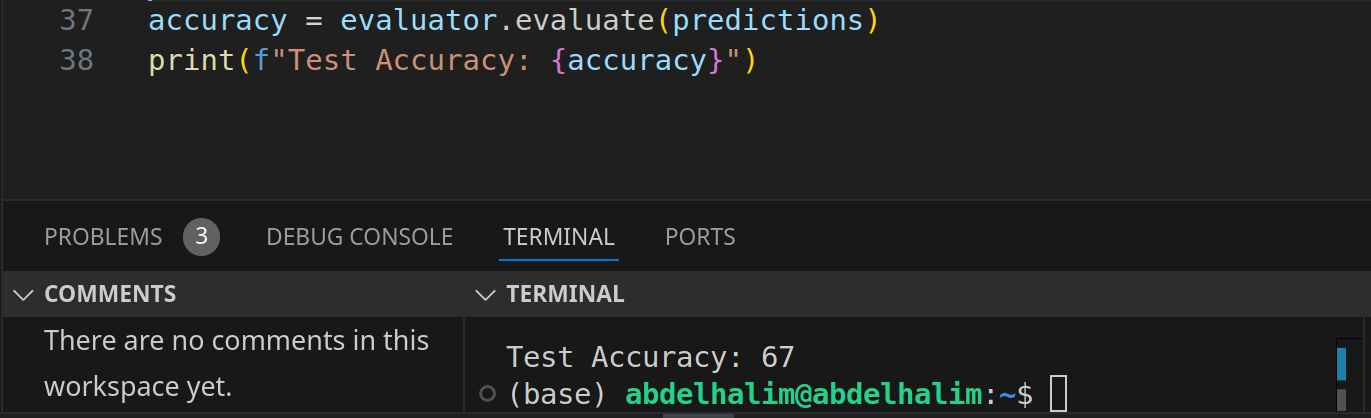 37 accuracy = evaluator.evaluate(predictions)
38 print(f"Test Accuracy: {accuracy}")
PROBLEMS 3 DEBUG CONSOLE TERMINAL PORTS
COMMENTS
There are no comments in this
workspace yet.
TERMINAL
Test Accuracy: 67
(base) abdelhalim@abdelhalim:~$